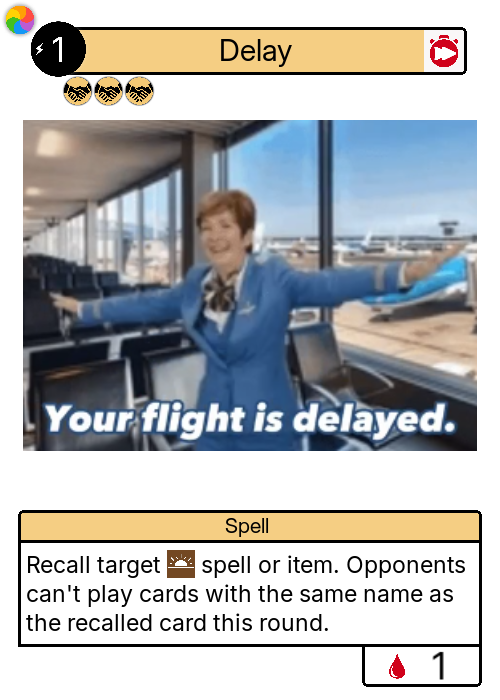 1 Delay
Your flight is delayed.
Spell
Recall target spell or item. Opponents
can't play cards with the same name as
the recalled card this round.
1